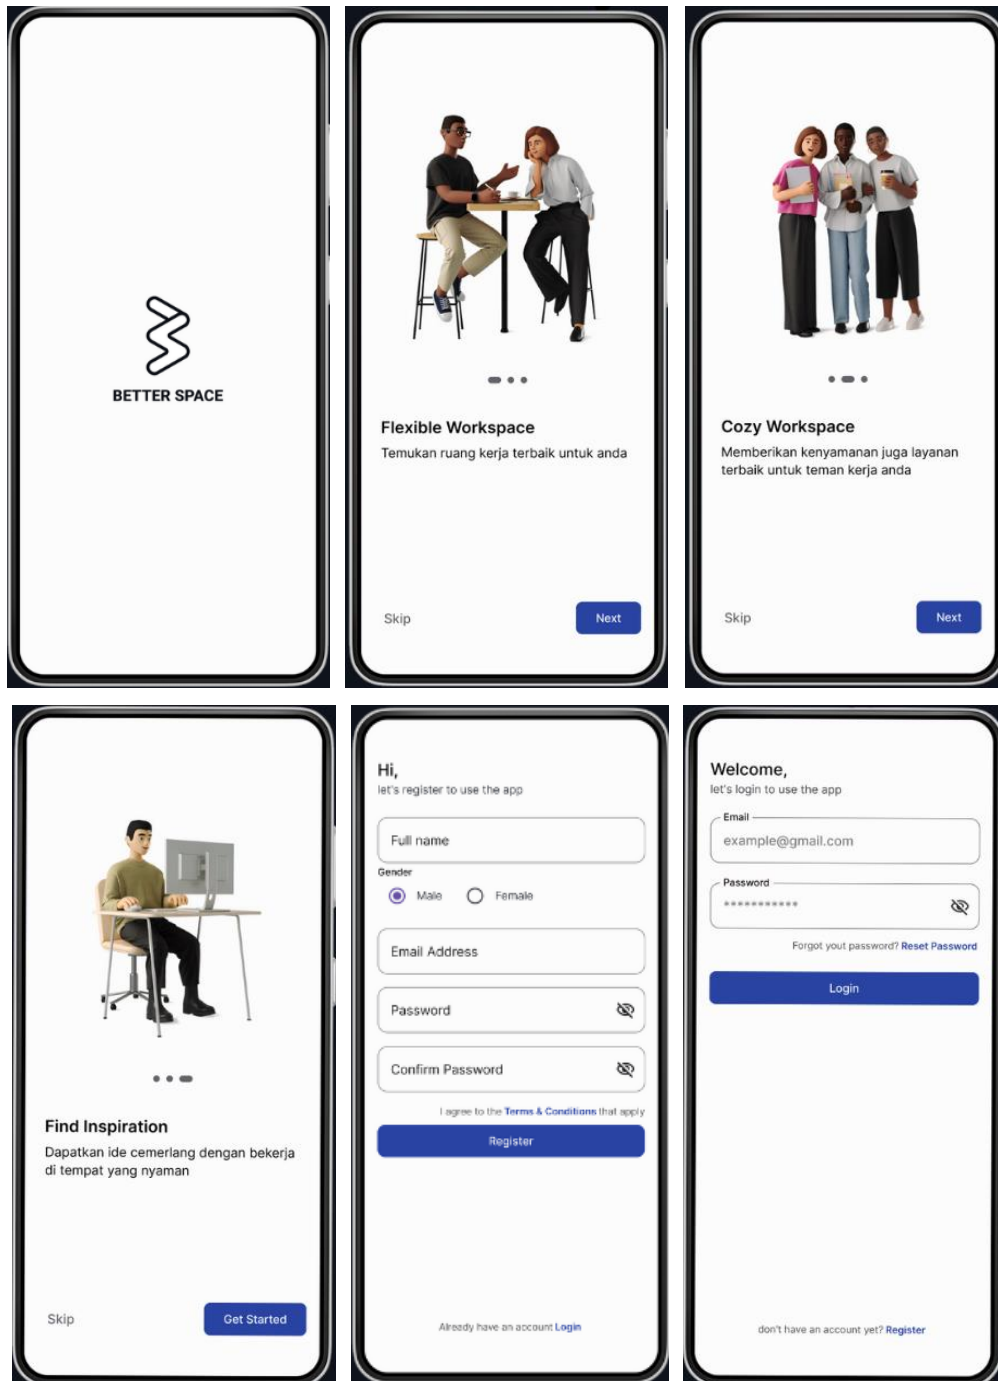 BETTER SPACE
Flexible Workspace
Temukan ruang kerja terbaik untuk anda
Skip
Next
Cozy Workspace
Memberikan kenyamanan juga layanan
terbaik untuk teman kerja anda
Skip
Next
Find Inspiration
Dapatkan ide cemerlang dengan bekerja
di tempat yang nyaman
Skip
Get Started
Hi,
let's register to use the app
Full name
Gender
Male
Female
Email Address
Password
Confirm Password
I agree to the Terms & Conditions that apply
Register
Already have an account Login
Welcome,
let's login to use the app
Email
example@gmail.com
Password
***********
Forgot yout password? Reset Password
Login
don't have an account yet? Register